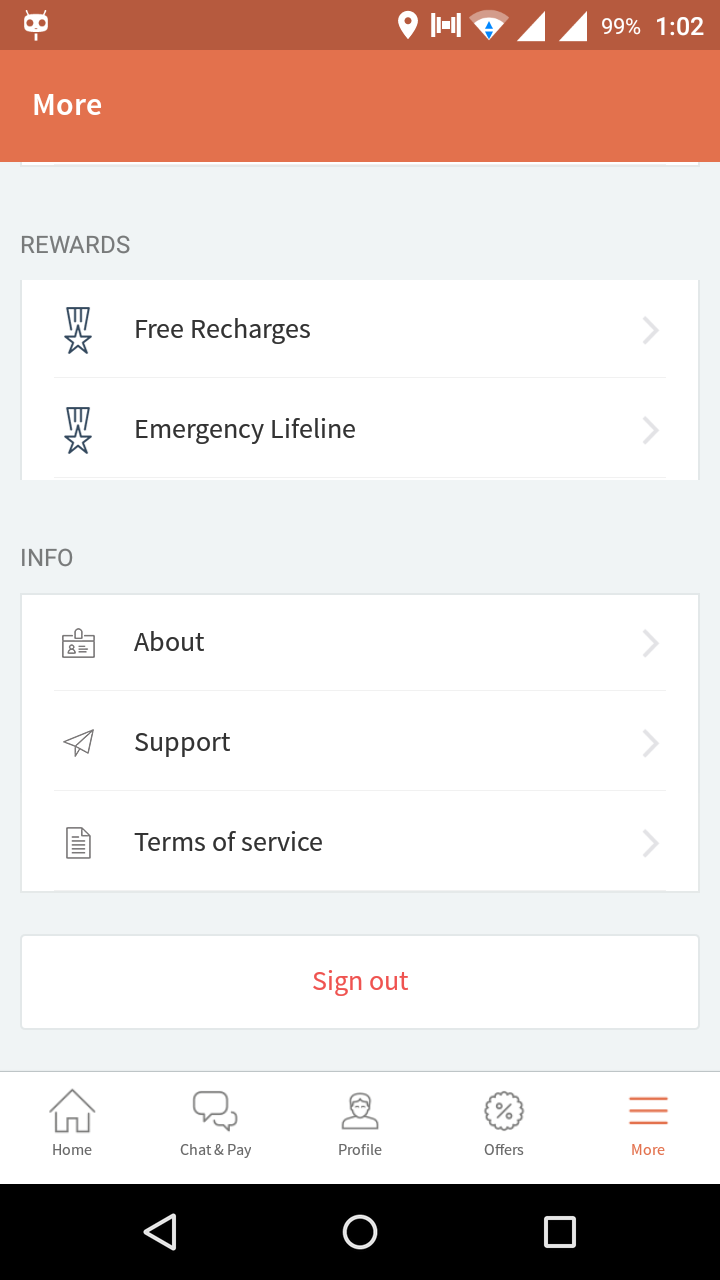 99% 1:02
More
REWARDS
Free Recharges
Emergency Lifeline
INFO
About
Support
Terms of service
Sign out
Home Chat & Pay Profile Offers More